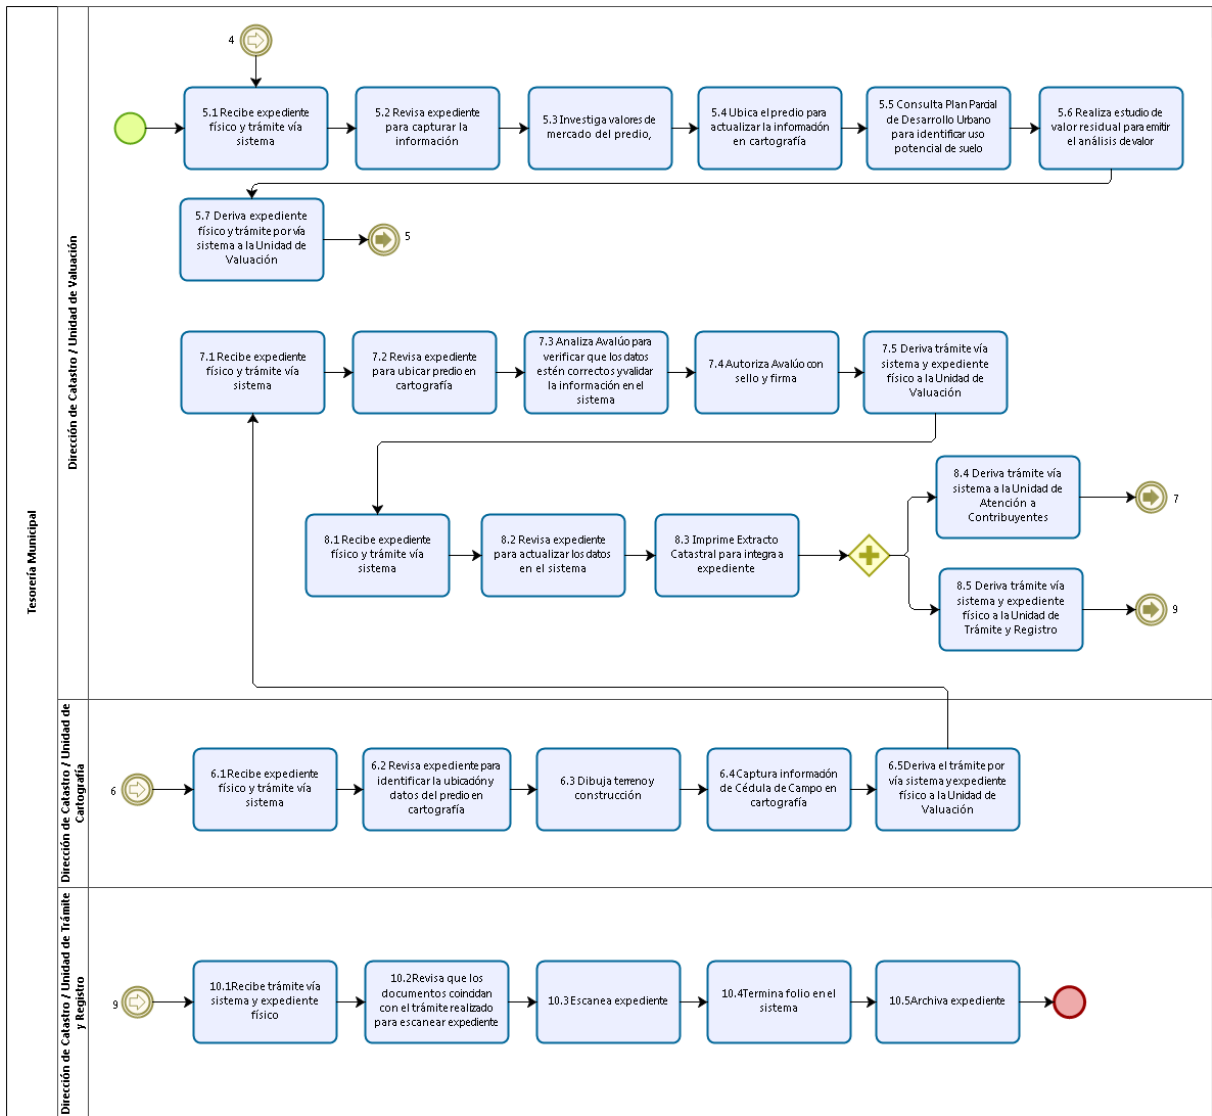 Tesorería Municipal
Dirección de Catastro / Unidad de Valuación
4
5.1 Recibe expediente
físico y trámite vía
sistema
5.2 Revisa expediente
para capturar la
información
5.3 Investiga valores de
mercado del predio,
5.4 Ubica el predio para
actualizar la información
en cartografía
5.5 Consulta Plan Parcial
de Desarrollo Urbano
para identificar uso
potencial de suelo
5.6 Realiza estudio de
valor residual para emitir
el análisis de valor
5.7 Deriva expediente
físico y trámite por vía
sistema a la Unidad de
Valuación
5
7.1 Recibe expediente
físico y trámite vía
sistema
7.2 Revisa expediente
para ubicar predio en
cartografía
7.3 Analiza Avalúo para
verificar que los datos
estén correctos y validar
la información en el
sistema
7.4 Autoriza Avalúo con
sello y firma
7.5 Deriva trámite vía
sistema y expediente
físico a la Unidad de
Valuación
8.1 Recibe expediente
físico y trámite vía
sistema
8.2 Revisa expediente
para actualizar los datos
en el sistema
8.3 Imprime Extracto
Catastral para integra a
expediente
8.4 Deriva trámite vía
sistema a la Unidad de
Atención a
Contribuyentes
7
8.5 Deriva trámite vía
sistema y expediente
físico a la Unidad de
Trámite y Registro
9
Dirección de Catastro / Unidad de
Cartografía
6
6.1Recibe expediente
físico y trámite vía
sistema
6.2 Revisa expediente para
identificar la ubicación y
datos del predio en
cartografía
6.3 Dibuja terreno y
construcción
6.4 Captura información
de Cédula de Campo en
cartografía
6.5Deriva el trámite por
vía sistema y expediente
físico a la Unidad de
Valuación
Dirección de Catastro / Unidad de Trámite
y Registro
9
10.1Recibe trámite vía
sistema y expediente
físico
10.2Revisa que los
documentos coincidan
con el trámite realizado
para escanear expediente
10.3 Escanea expediente
10.4Termina folio en el
sistema
10.5Archiva expediente